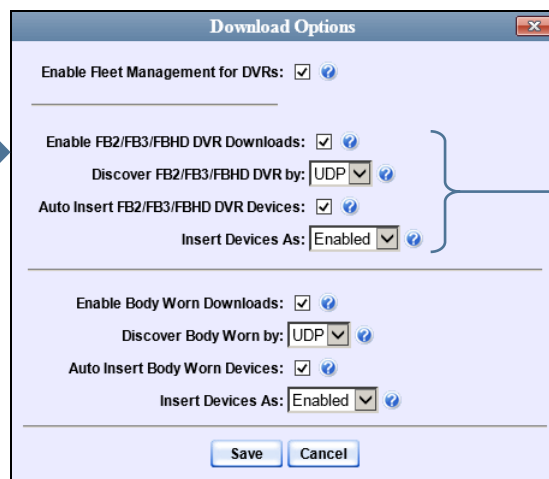 Download Options
Enable Fleet Management for DVRs:
Enable FB2/FB3/FBHD DVR Downloads:
Discover FB2/FB3/FBHD DVR by: UDP
Auto Insert FB2/FB3/FBHD DVR Devices:
Insert Devices As: Enabled
Enable Body Worn Downloads:
Discover Body Worn by: UDP
Auto Insert Body Worn Devices:
Insert Devices As: Enabled
Save Cancel